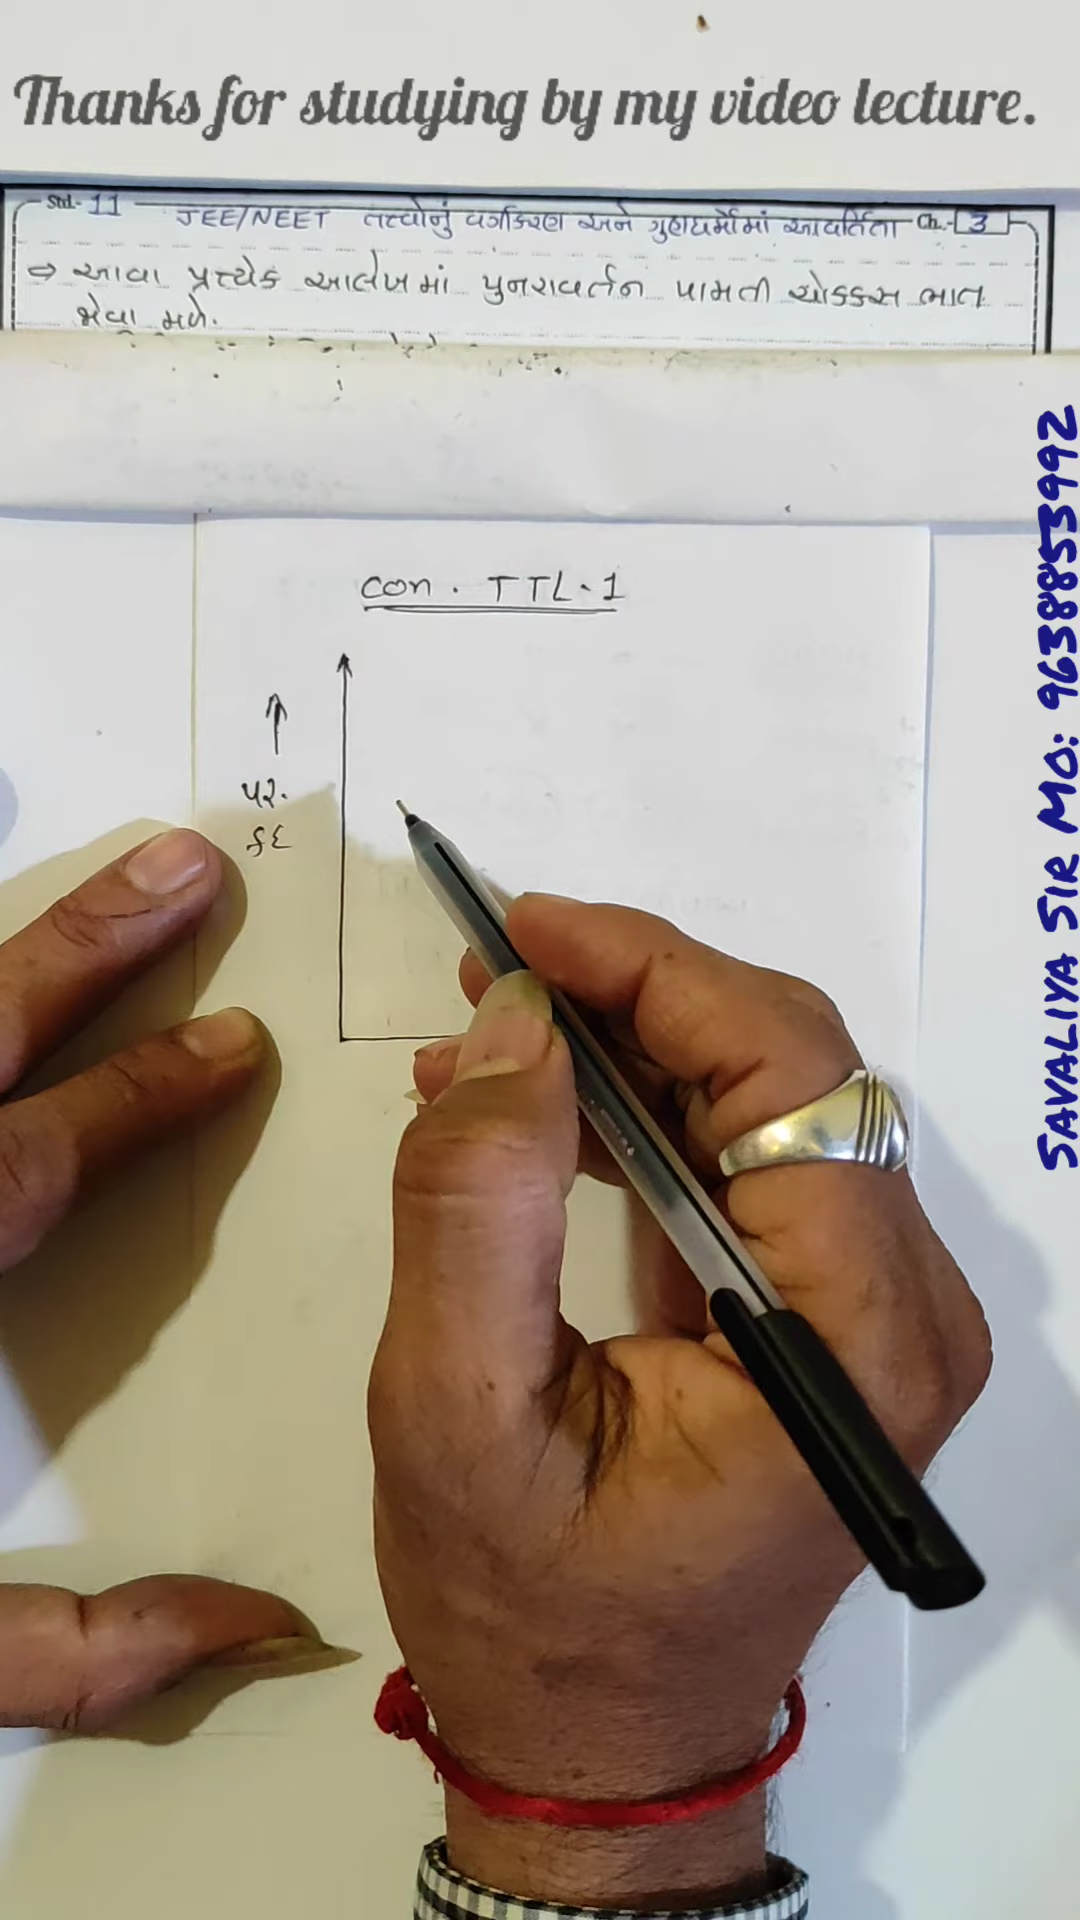 Thanks for studying by my video lecture.
Std.- 11 JEE/NEET તત્ત્વોનું વર્ગીકરણ અને ગુણધર્મોમાં આવર્તિતા Ch.- 3
⇒ આવા પ્રત્યેક આલેખમાં પુનરાવર્તન પામતી ચોક્કસ ભાત
જોવા મળે.
con. TTL-1
પર.
કદ
SAVALIYA SIR MO: 9638853992